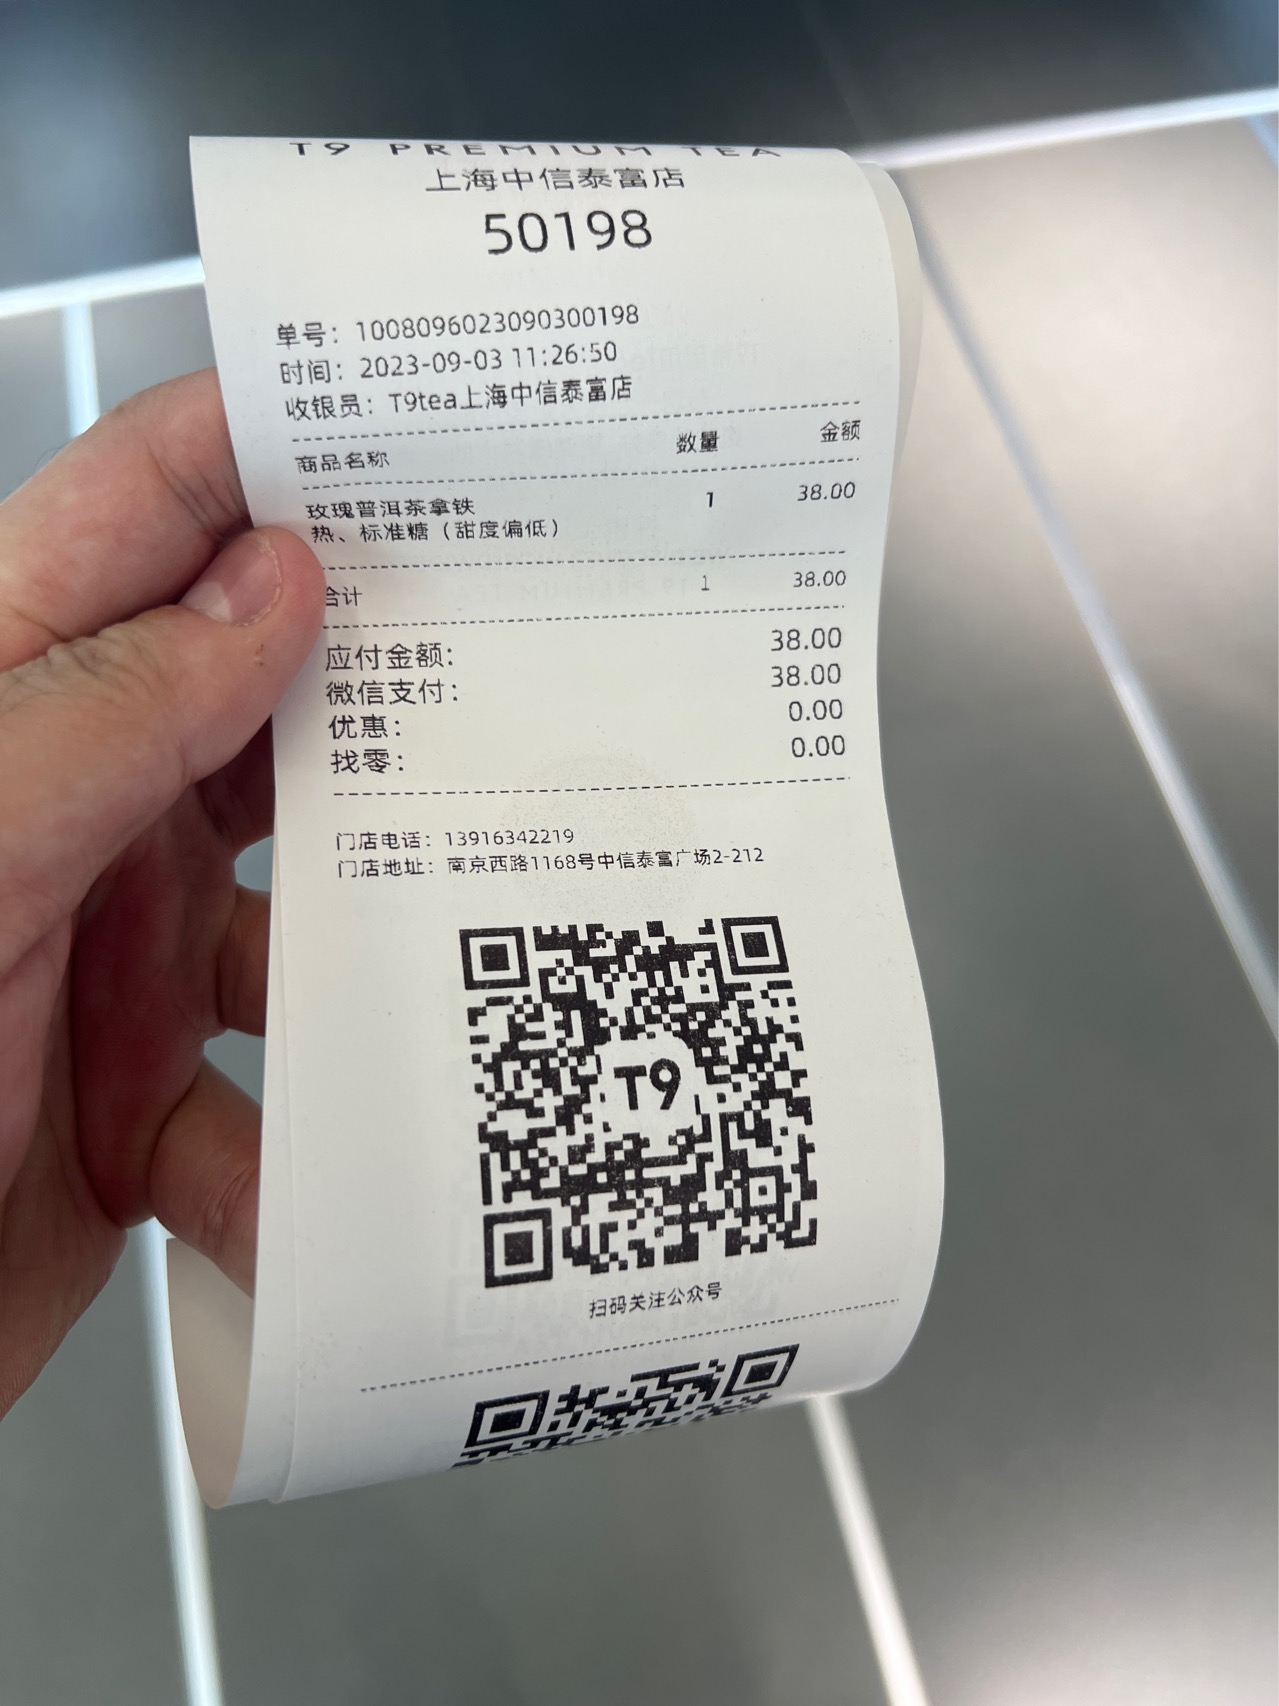 T9 PREMIUM TEA
上海中信泰富店
50198
单号：1008096023090300198
时间：2023-09-03 11:26:50
收银员：T9tea上海中信泰富店
商品名称 数量 金额
玫瑰普洱茶拿铁 1 38.00
热、标准糖（甜度偏低）
合计 1 38.00
应付金额： 38.00
微信支付： 38.00
优惠： 0.00
找零： 0.00
门店电话：13916342219
门店地址：南京西路1168号中信泰富广场2-212
T9
扫码关注公众号